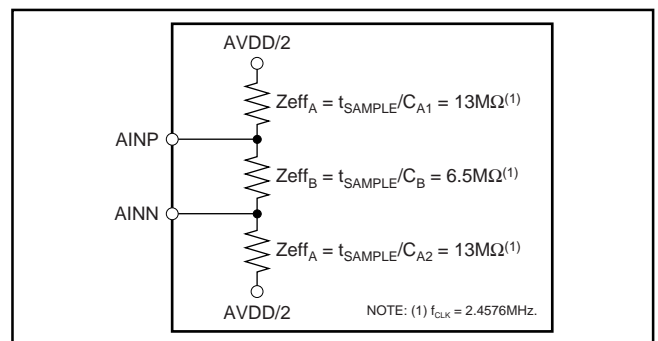 AVDD/2
Zeff_A = t_SAMPLE/C_A1 = 13MΩ(1)
AINP
Zeff_B = t_SAMPLE/C_B = 6.5MΩ(1)
AINN
Zeff_A = t_SAMPLE/C_A2 = 13MΩ(1)
AVDD/2
NOTE: (1) f_CLK = 2.4576MHz.